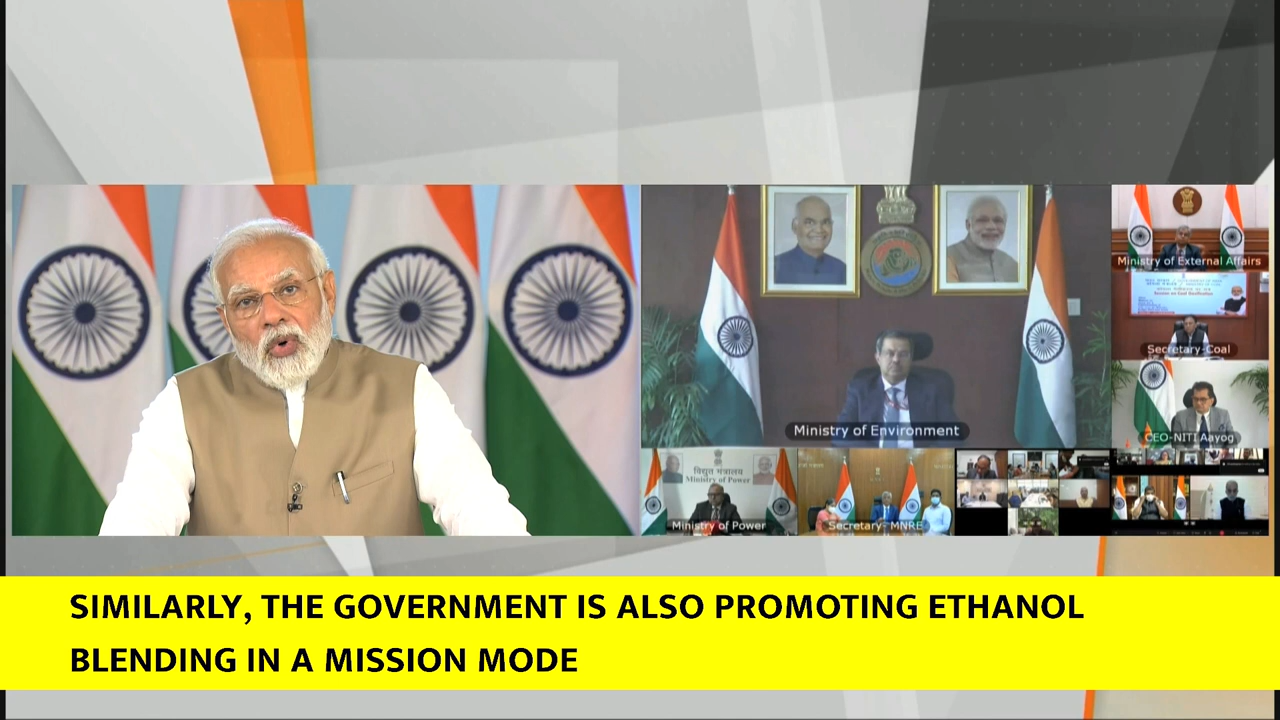 Ministry of External Affairs
Secretary-Coal
Ministry of Environment
CEO-NITI Aayog
विद्युत मंत्रालय
Ministry of Power
Ministry of Power
Secretary- MNRE
SIMILARLY, THE GOVERNMENT IS ALSO PROMOTING ETHANOL
BLENDING IN A MISSION MODE